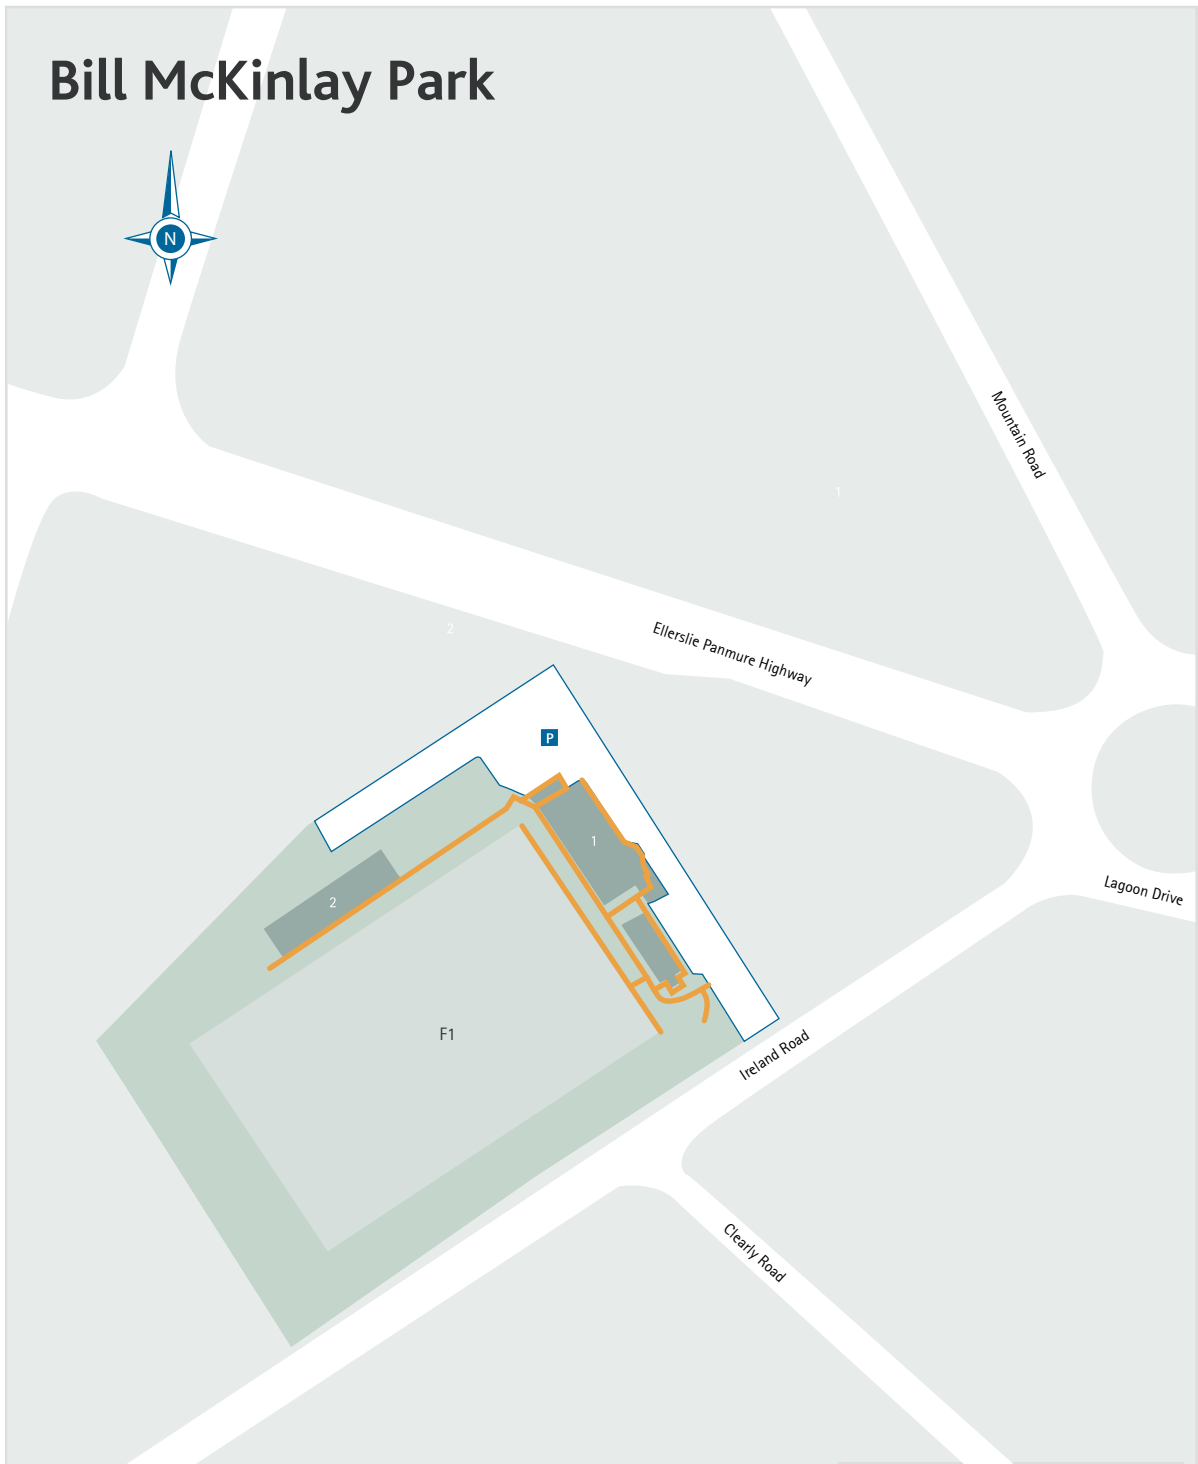 Bill McKinlay Park
N
Mountain Road
1
2
Ellerslie Panmure Highway
P
1
2
Lagoon Drive
F1
Ireland Road
Clearly Road